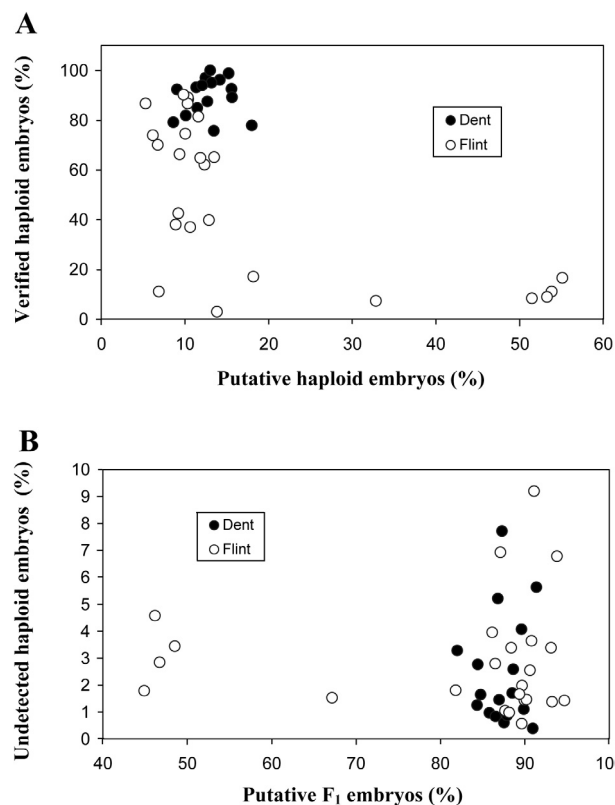 A
Verified haploid embryos (%)
100
80
60
40
20
0
Dent
Flint
0 10 20 30 40 50 60
Putative haploid embryos (%)
B
Undetected haploid embryos (%)
10
9
8
7
6
5
4
3
2
1
0
Dent
Flint
40 50 60 70 80 90 100
Putative F₁ embryos (%)